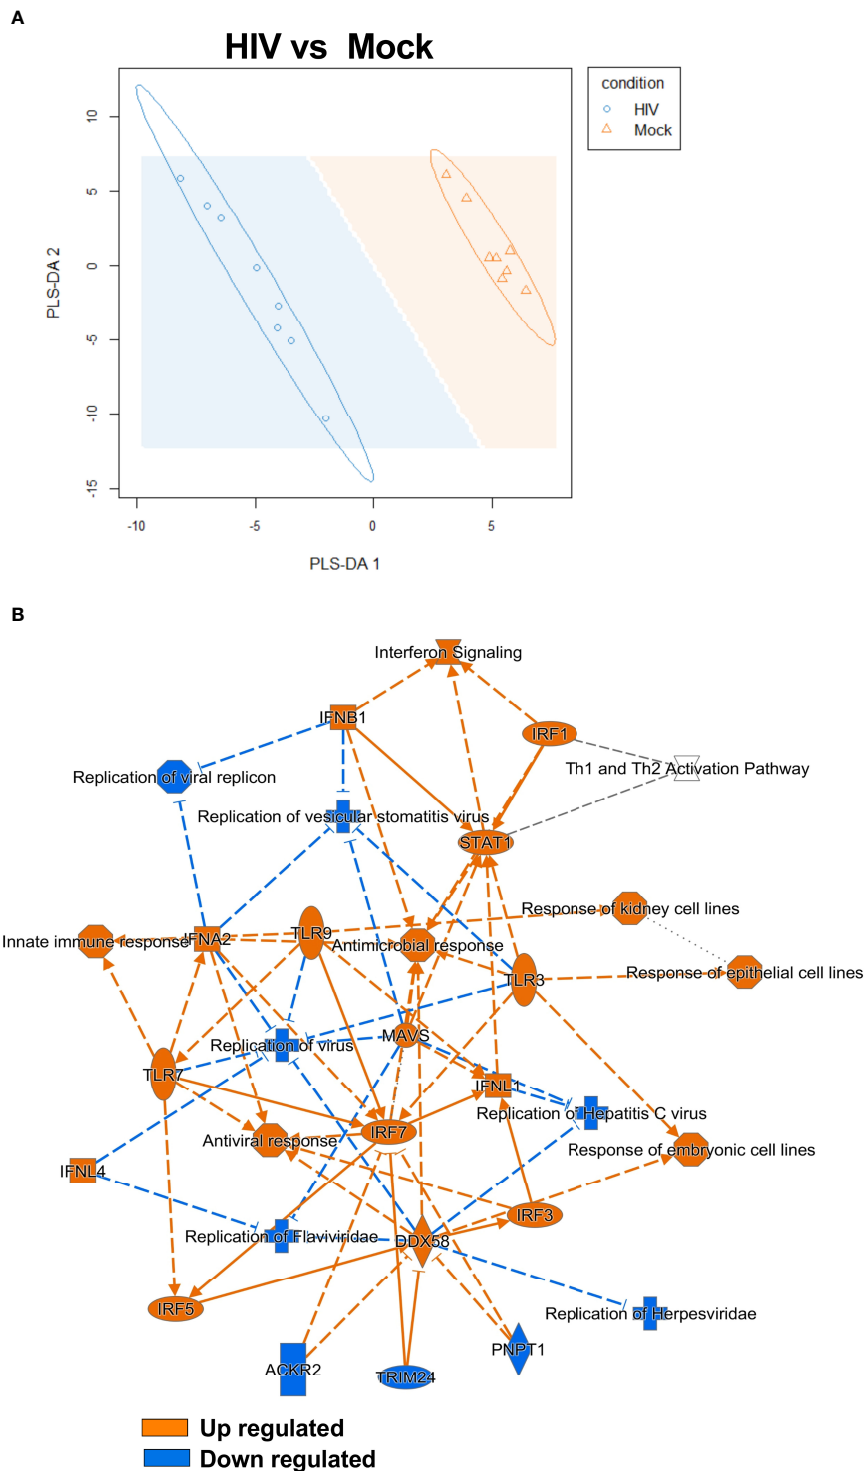 A
HIV vs Mock
condition
HIV
Mock
10
5
0
-5
-10
-15
PLS-DA 2
-10
-5
0
5
PLS-DA 1
B
Interferon Signaling
IFNB1
IRF1
Th1 and Th2 Activation Pathway
Replication of viral replicon
Replication of vesicular stomatitis virus
STAT1
Response of kidney cell lines
Innate immune response
IFNA2
TLR9
Antimicrobial response
TLR3
Response of epithelial cell lines
Replication of virus
MAVS
TLR7
IFNL1
Replication of Hepatitis C virus
Antiviral response
IRF7
Response of embryonic cell lines
IFNL4
IRF3
Replication of Flaviviridae
DDX58
IRF5
Replication of Herpesviridae
ACKR2
TRIM24
PNPT1
Up regulated
Down regulated